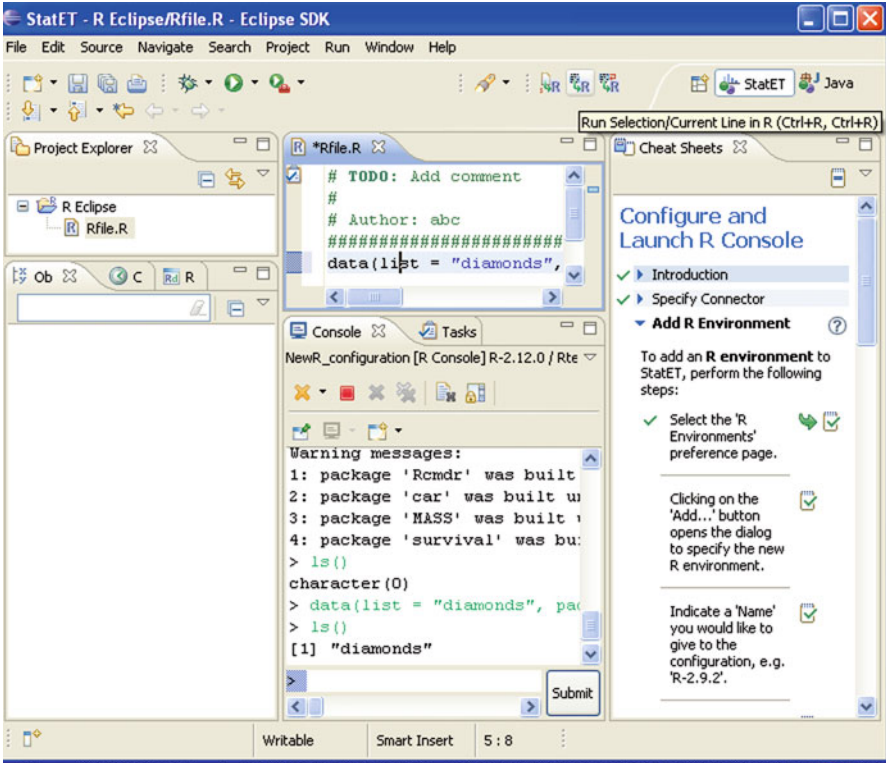 StatET - R Eclipse/Rfile.R - Eclipse SDK
File Edit Source Navigate Search Project Run Window Help
StatET Java
Run Selection/Current Line in R (Ctrl+R, Ctrl+R)
Project Explorer
R Eclipse
Rfile.R
Ob C R
*Rfile.R
# TODO: Add comment
#
# Author: abc
#######################
data(list = "diamonds",
Console Tasks
NewR_configuration [R Console] R-2.12.0 / Rte
Warning messages:
1: package 'Rcmdr' was built
2: package 'car' was built un
3: package 'MASS' was built
4: package 'survival' was bu
> ls()
character(0)
> data(list = "diamonds", pac
> ls()
[1] "diamonds"
>
Submit
Cheat Sheets
Configure and
Launch R Console
Introduction
Specify Connector
Add R Environment
To add an R environment to
StatET, perform the following
steps:
Select the 'R
Environments'
preference page.
Clicking on the
'Add...' button
opens the dialog
to specify the new
R environment.
Indicate a 'Name'
you would like to
give to the
configuration, e.g.
'R-2.9.2'.
Writable Smart Insert 5 : 8